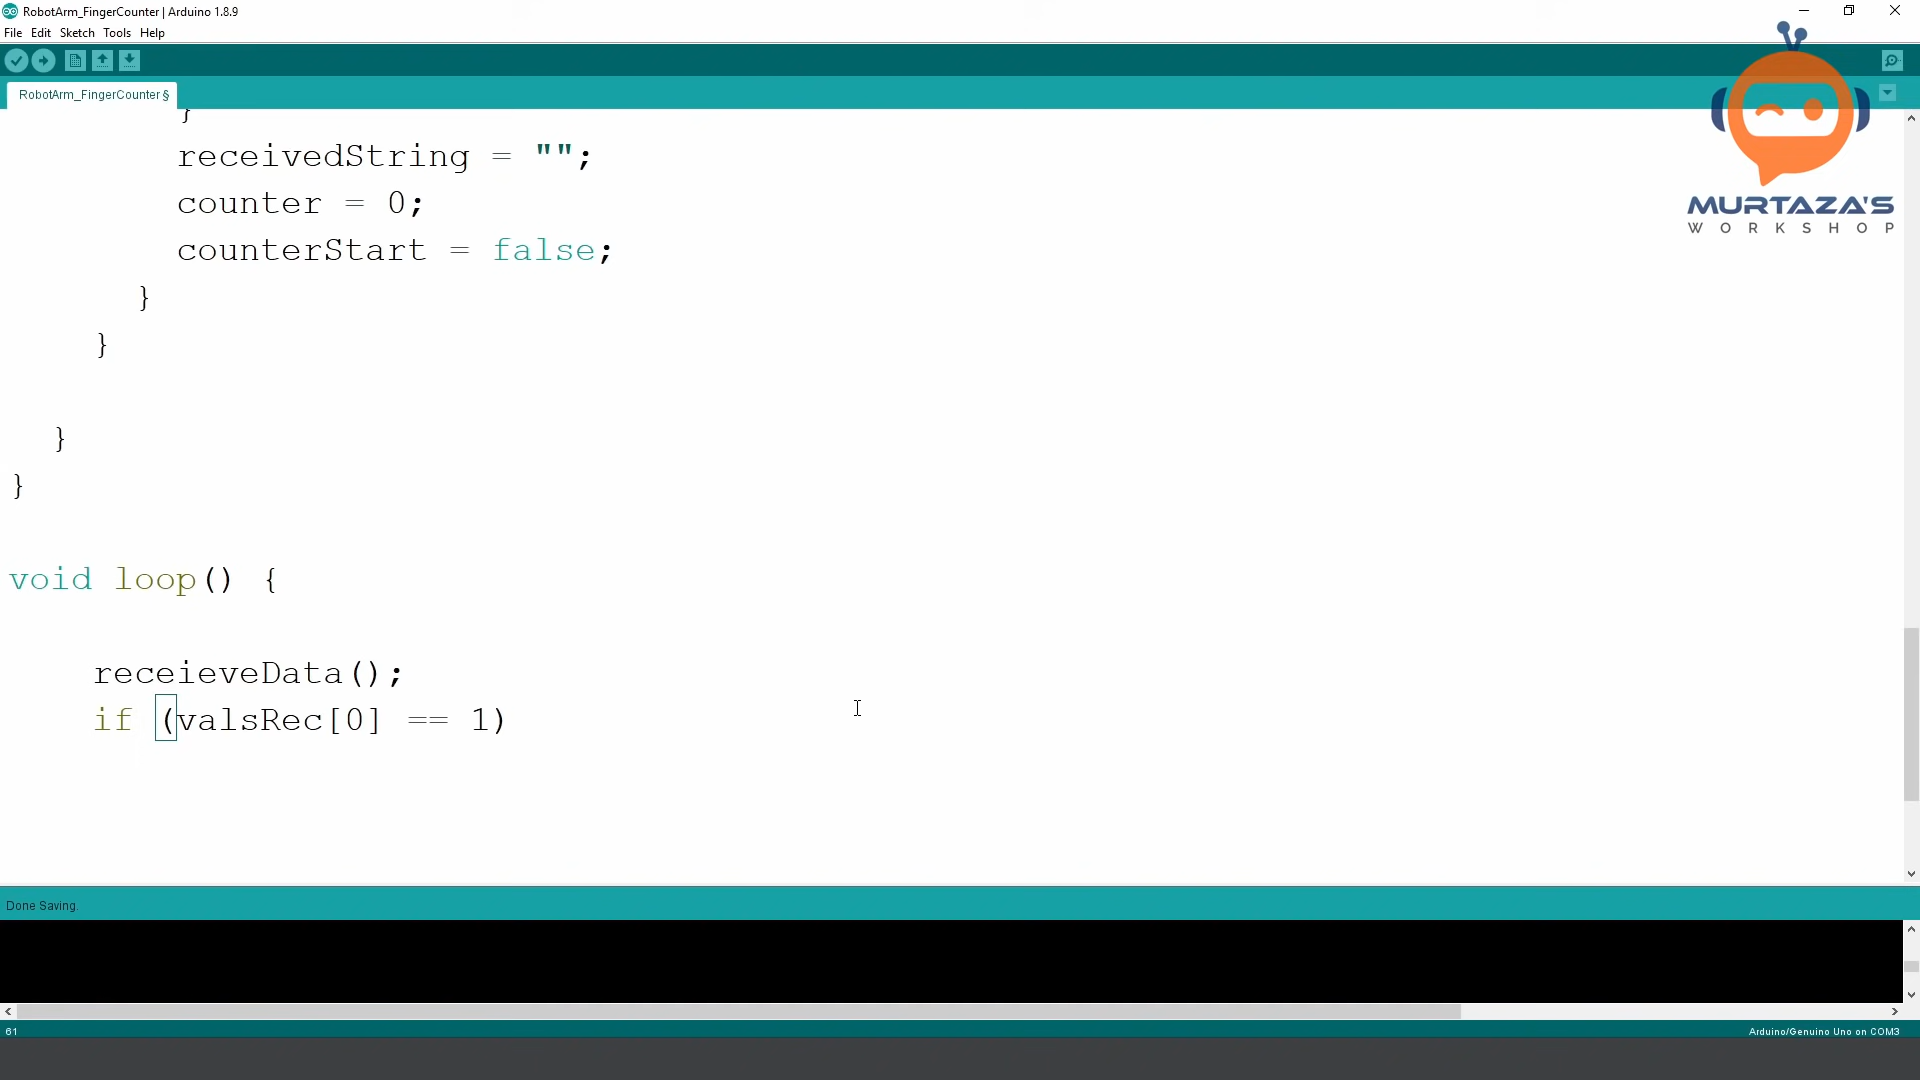 RobotArm_FingerCounter | Arduino 1.8.9
File Edit Sketch Tools Help
RobotArm_FingerCounter §
}
receivedString = "";
counter = 0;
counterStart = false;
}
}
}
}
void loop() {
receieveData();
if (valsRec[0] == 1)
MURTAZA'S
WORKSHOP
Done Saving.
61
Arduino/Genuino Uno on COM3